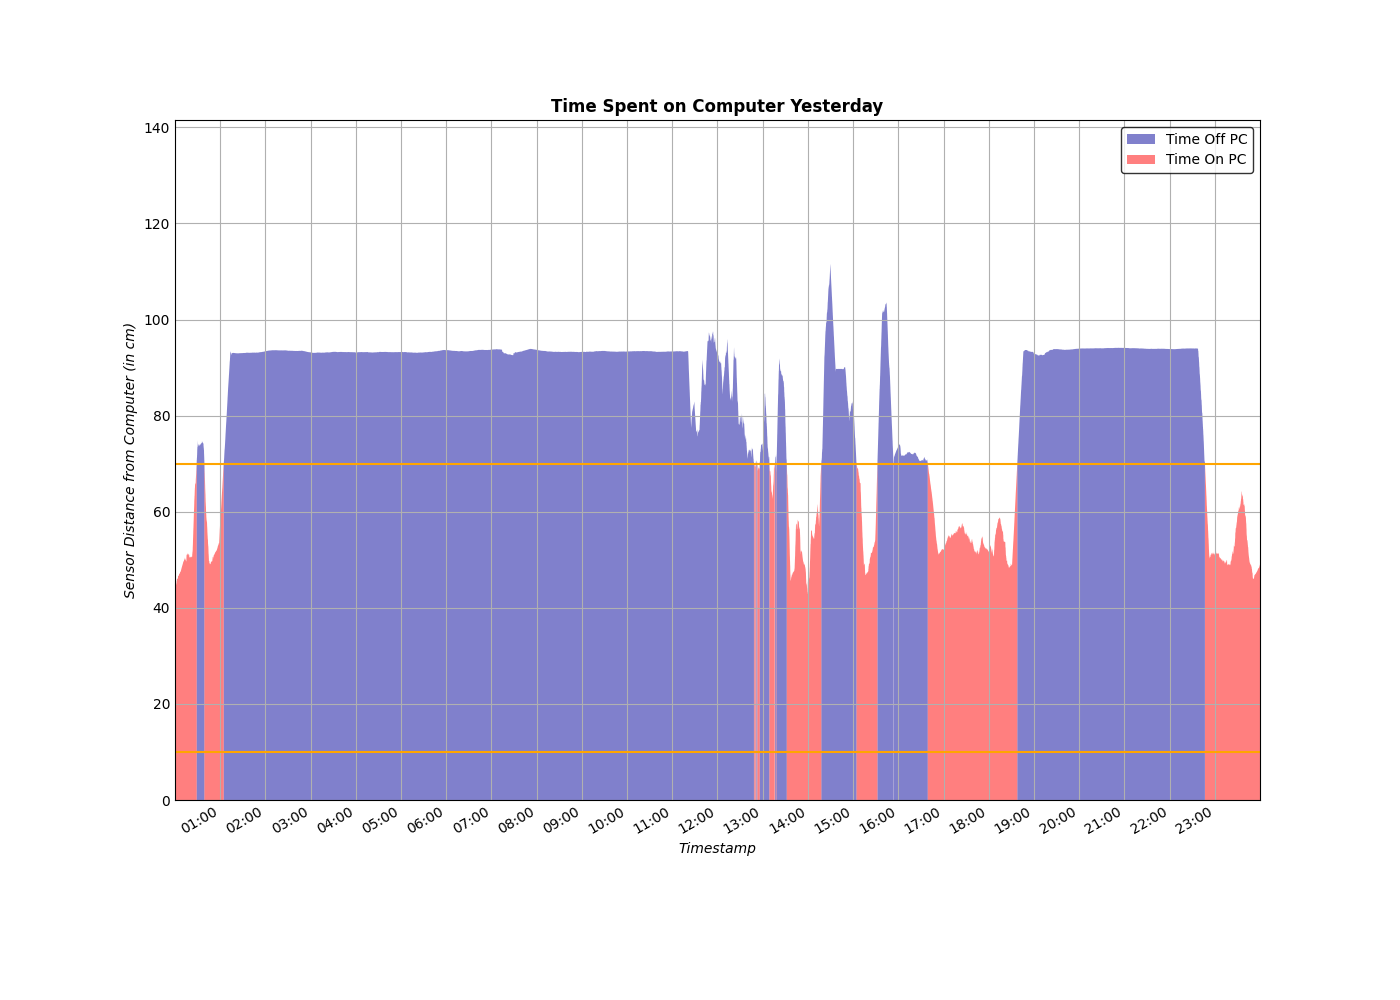 Time Spent on Computer Yesterday
140
120
100
80
60
40
20
0
Sensor Distance from Computer (in cm)
Time Off PC
Time On PC
01:00 02:00 03:00 04:00 05:00 06:00 07:00 08:00 09:00 10:00 11:00 12:00 13:00 14:00 15:00 16:00 17:00 18:00 19:00 20:00 21:00 22:00 23:00
Timestamp